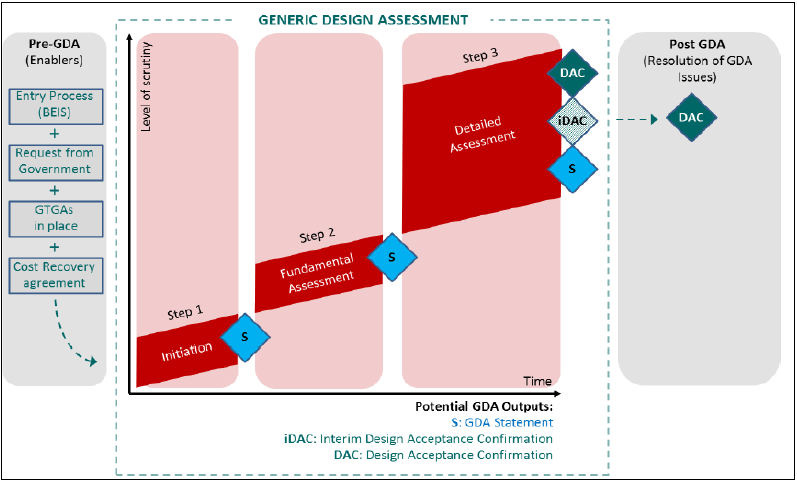 GENERIC DESIGN ASSESSMENT
Pre-GDA
(Enablers)
Entry Process
(BEIS)
+
Request from
Government
+
GTGAs
in place
+
Cost Recovery
agreement
Level of scrutiny
Step 1
Initiation
S
Step 2
Fundamental
Assessment
S
Step 3
Detailed
Assessment
DAC
iDAC
S
Time
Post GDA
(Resolution of GDA
Issues)
DAC
Potential GDA Outputs:
S: GDA Statement
iDAC: Interim Design Acceptance Confirmation
DAC: Design Acceptance Confirmation